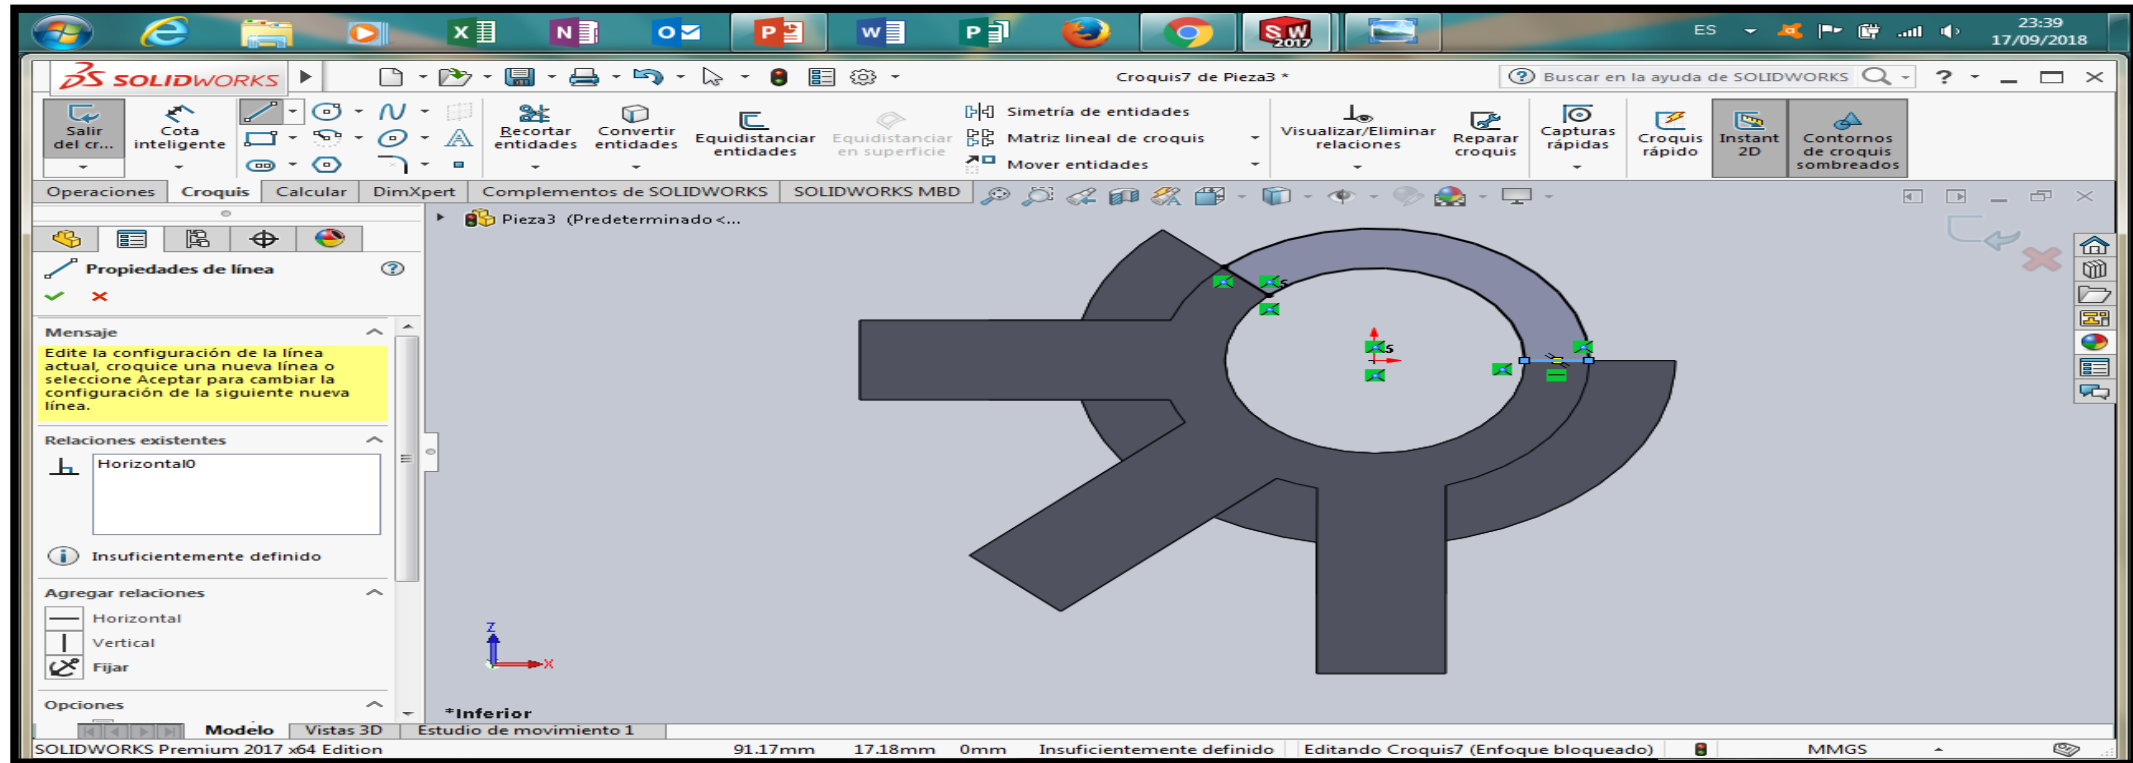 ES
23:39
17/09/2018
SOLIDWORKS
Croquis7 de Pieza3 *
Buscar en la ayuda de SOLIDWORKS
Salir del cr...
Cota inteligente
Recortar entidades
Convertir entidades
Equidistanciar entidades
Equidistanciar en superficie
Simetría de entidades
Matriz lineal de croquis
Mover entidades
Visualizar/Eliminar relaciones
Reparar croquis
Capturas rápidas
Croquis rápido
Instant 2D
Contornos de croquis sombreados
Operaciones
Croquis
Calcular
DimXpert
Complementos de SOLIDWORKS
SOLIDWORKS MBD
Pieza3 (Predeterminado<...
Propiedades de línea
Mensaje
Edite la configuración de la línea
actual, croquice una nueva línea o
seleccione Aceptar para cambiar la
configuración de la siguiente nueva
línea.
Relaciones existentes
Horizontal0
Insuficientemente definido
Agregar relaciones
Horizontal
Vertical
Fijar
Opciones
Z
X
*Inferior
Modelo
Vistas 3D
Estudio de movimiento 1
SOLIDWORKS Premium 2017 x64 Edition
91.17mm
17.18mm
0mm
Insuficientemente definido
Editando Croquis7 (Enfoque bloqueado)
MMGS